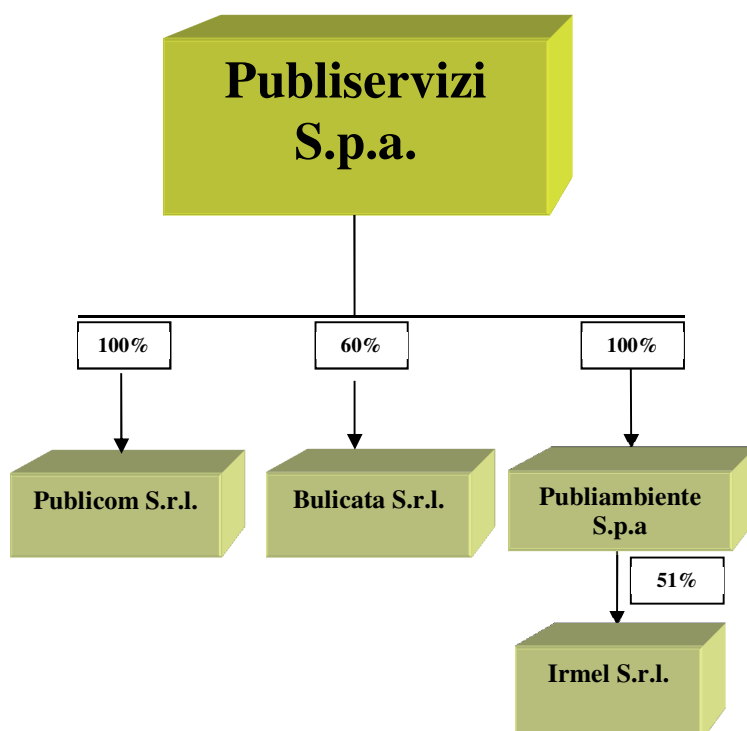 Publiservizi
S.p.a.
100%
60%
100%
Publicom S.r.l.
Bulicata S.r.l.
Publiambiente
S.p.a
51%
Irmel S.r.l.